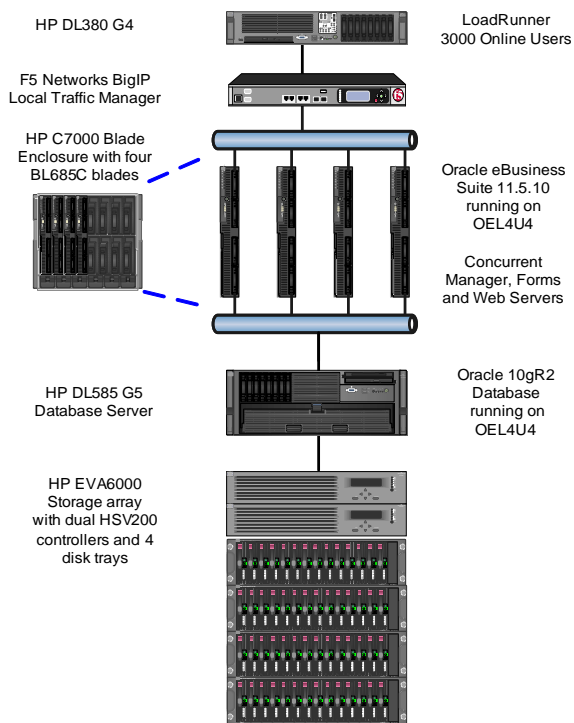 HP DL380 G4
LoadRunner
3000 Online Users
F5 Networks BigIP
Local Traffic Manager
HP C7000 Blade
Enclosure with four
BL685C blades
Oracle eBusiness
Suite 11.5.10
running on
OEL4U4
Concurrent
Manager, Forms
and Web Servers
HP DL585 G5
Database Server
Oracle 10gR2
Database
running on
OEL4U4
HP EVA6000
Storage array
with dual HSV200
controllers and 4
disk trays